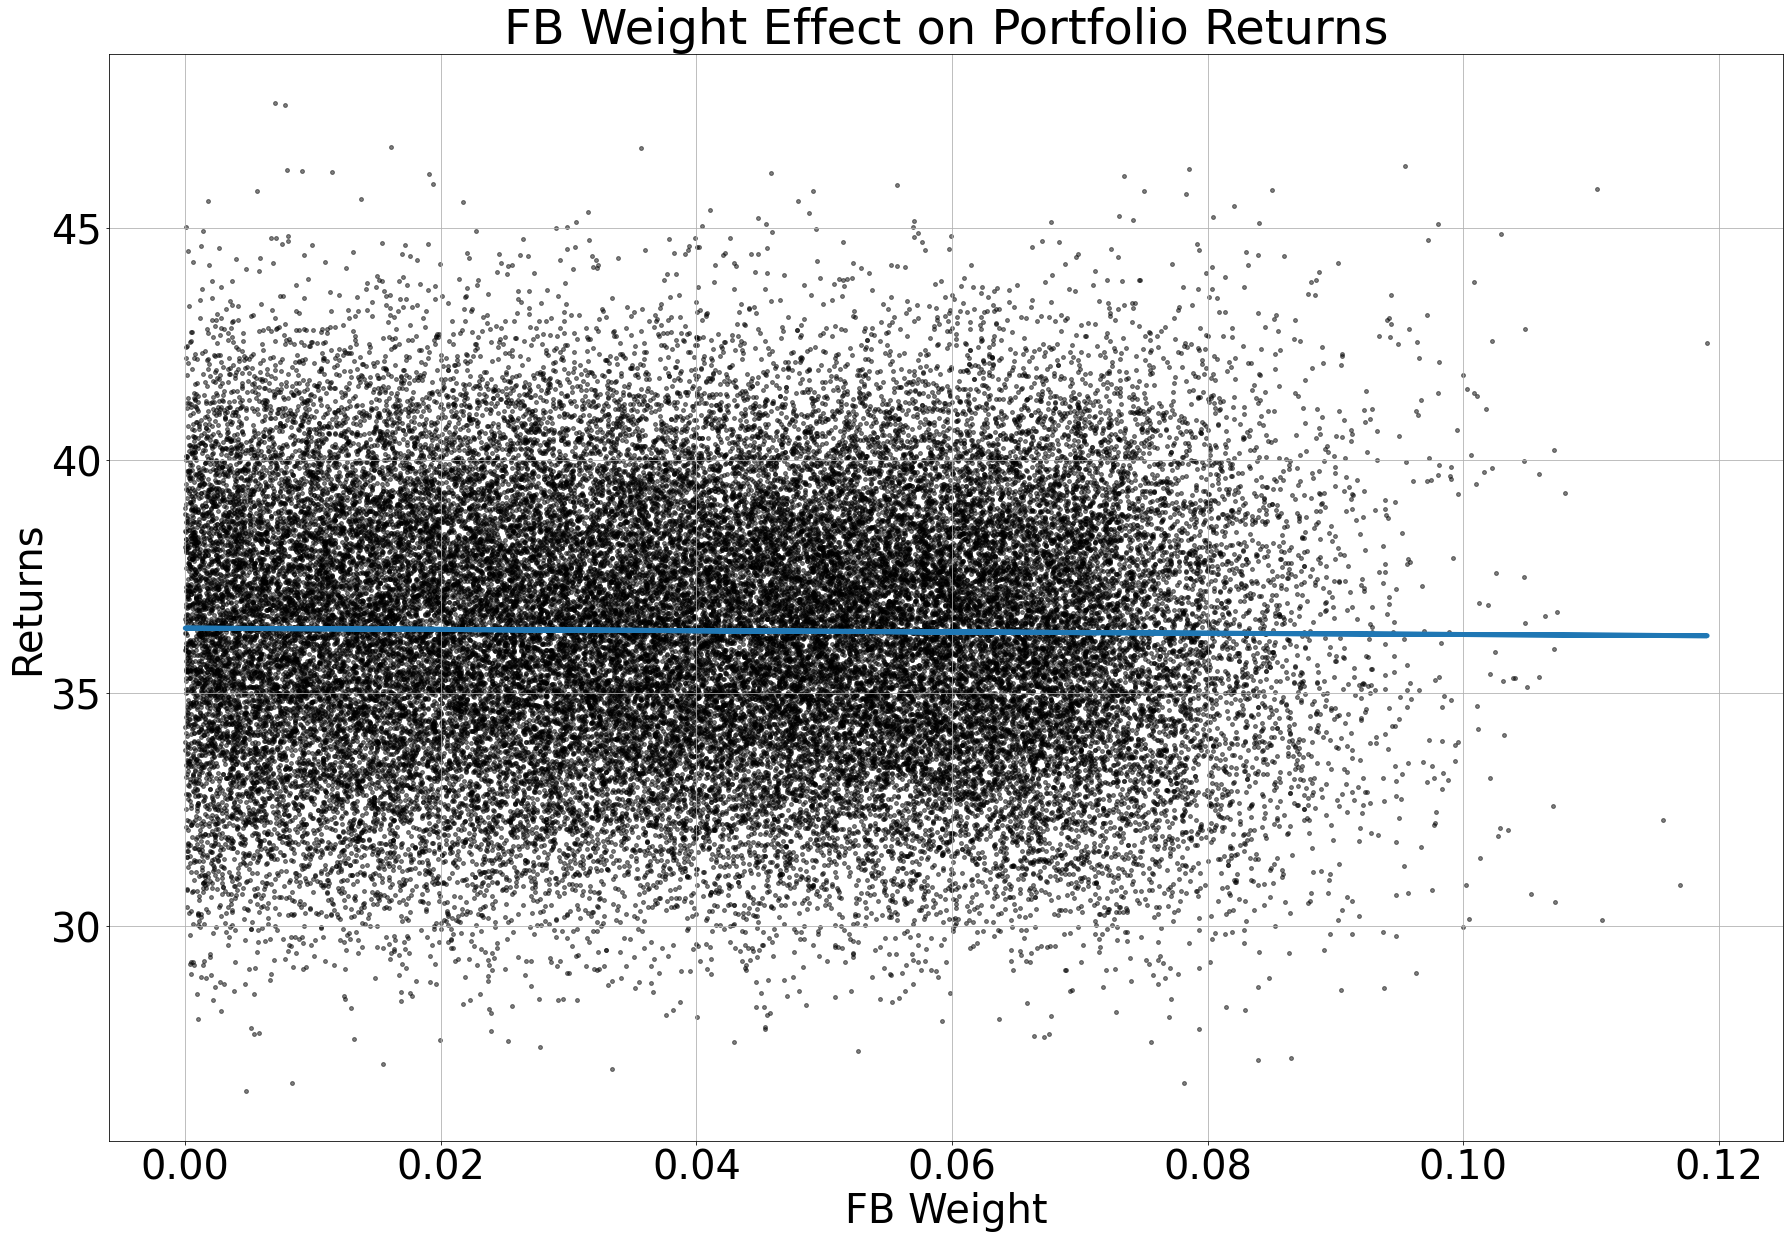 FB Weight Effect on Portfolio Returns
45
40
35
30
Returns
0.00 0.02 0.04 0.06 0.08 0.10 0.12
FB Weight